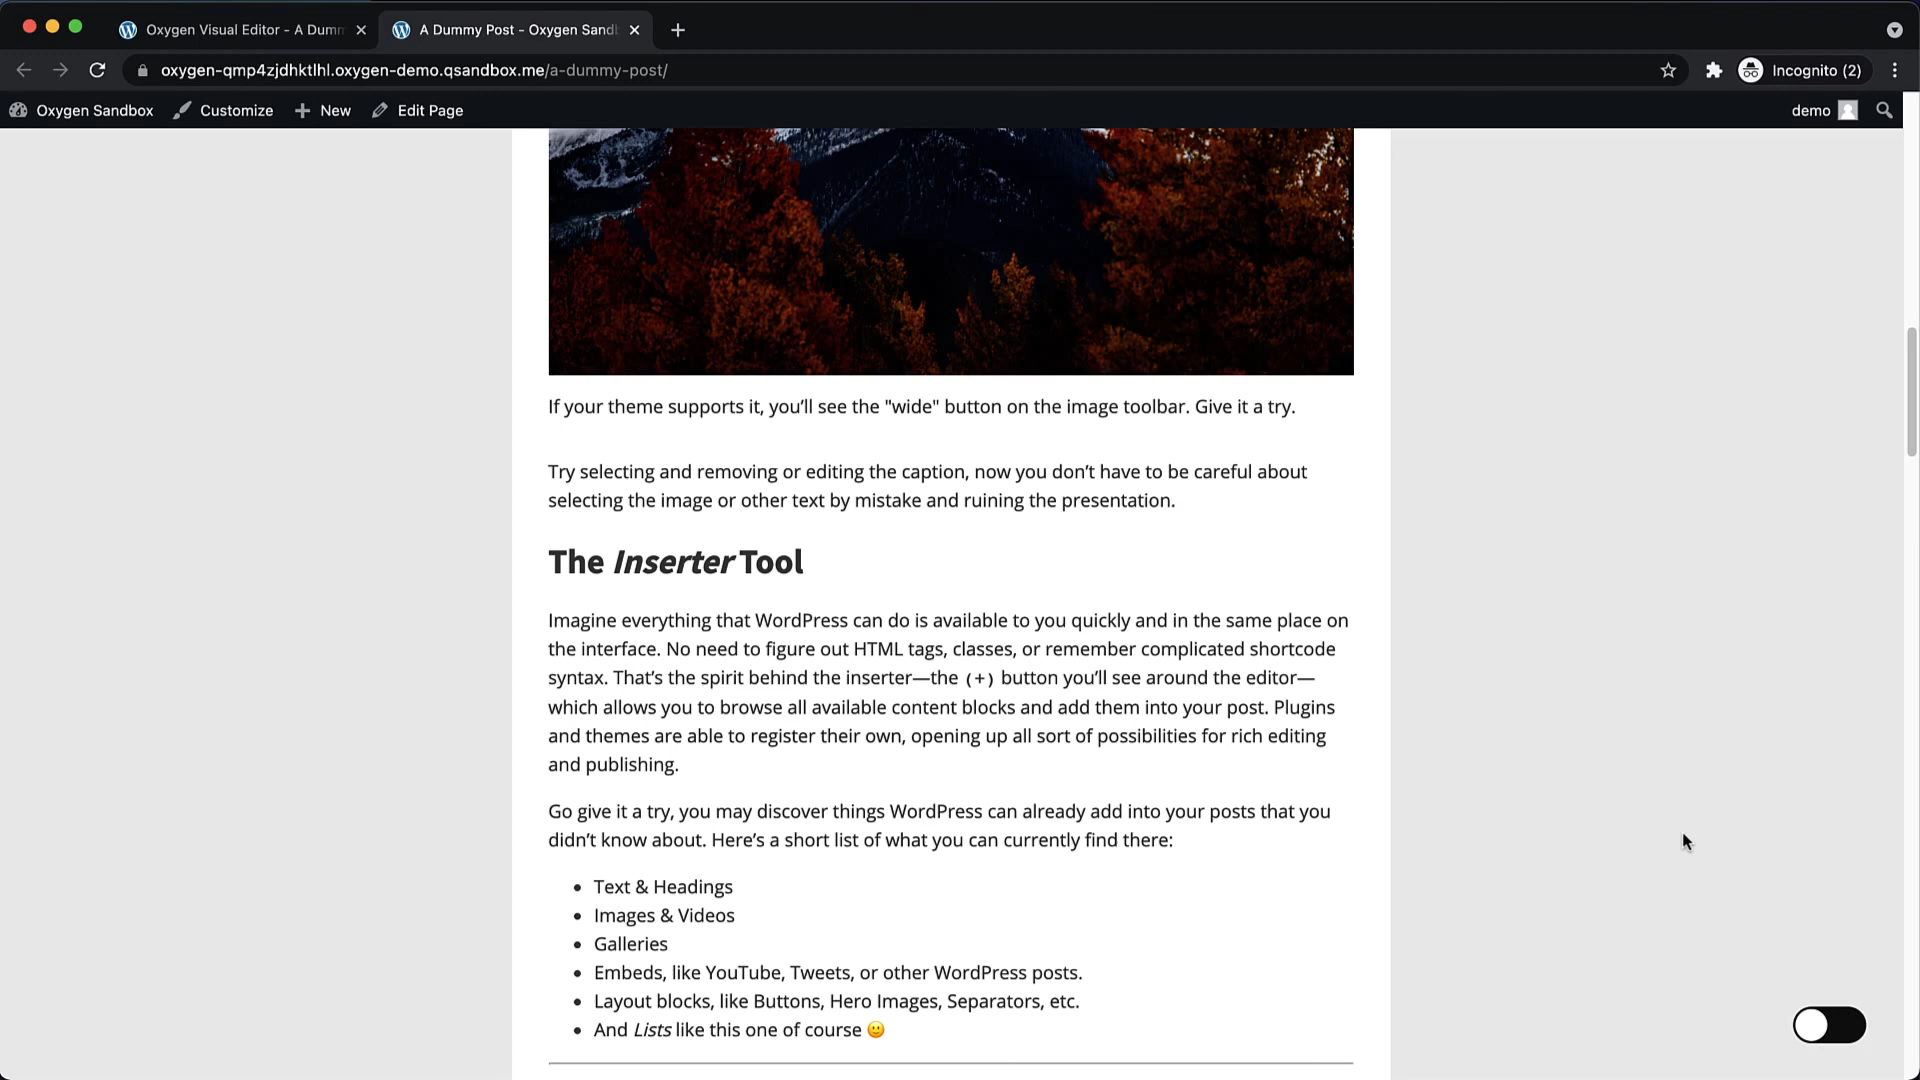 Oxygen Visual Editor - A Dumm
A Dummy Post - Oxygen Sand
oxygen-qmp4zjdhktlhl.oxygen-demo.qsandbox.me/a-dummy-post/
Incognito (2)
Oxygen Sandbox
Customize
New
Edit Page
demo
If your theme supports it, you’ll see the "wide" button on the image toolbar. Give it a try.
Try selecting and removing or editing the caption, now you don’t have to be careful about
selecting the image or other text by mistake and ruining the presentation.
The Inserter Tool
Imagine everything that WordPress can do is available to you quickly and in the same place on
the interface. No need to figure out HTML tags, classes, or remember complicated shortcode
syntax. That’s the spirit behind the inserter—the (+) button you’ll see around the editor—
which allows you to browse all available content blocks and add them into your post. Plugins
and themes are able to register their own, opening up all sort of possibilities for rich editing
and publishing.
Go give it a try, you may discover things WordPress can already add into your posts that you
didn’t know about. Here’s a short list of what you can currently find there:
• Text & Headings
• Images & Videos
• Galleries
• Embeds, like YouTube, Tweets, or other WordPress posts.
• Layout blocks, like Buttons, Hero Images, Separators, etc.
• And Lists like this one of course 🙂